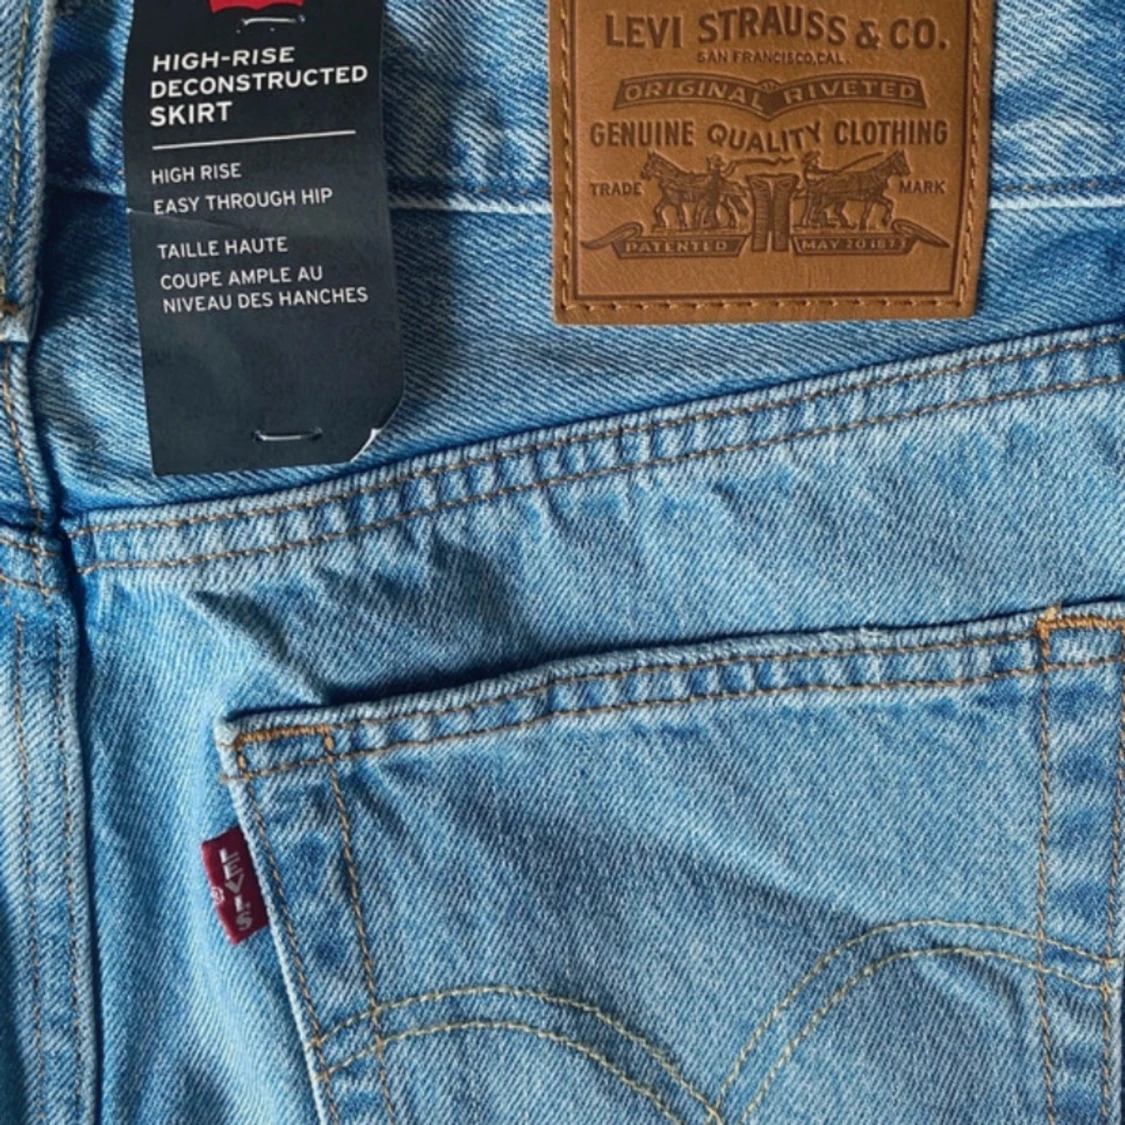 HIGH-RISE
DECONSTRUCTED
SKIRT
HIGH RISE
EASY THROUGH HIP
TAILLE HAUTE
COUPE AMPLE AU
NIVEAU DES HANCHES
LEVI STRAUSS & CO.
SAN FRANCISCO, CAL.
ORIGINAL RIVETED
GENUINE QUALITY CLOTHING
TRADE MARK
PATENTED MAY 20 1873
LEVI'S
®